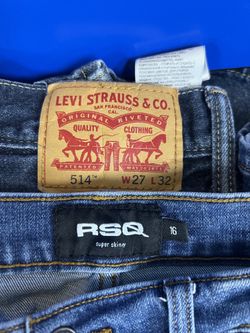 LEVI STRAUSS & CO.
SAN FRANCISCO
CAL.
ORIGINAL RIVETED
QUALITY CLOTHING
514™ W27 L32
RSQ
super skinny
16